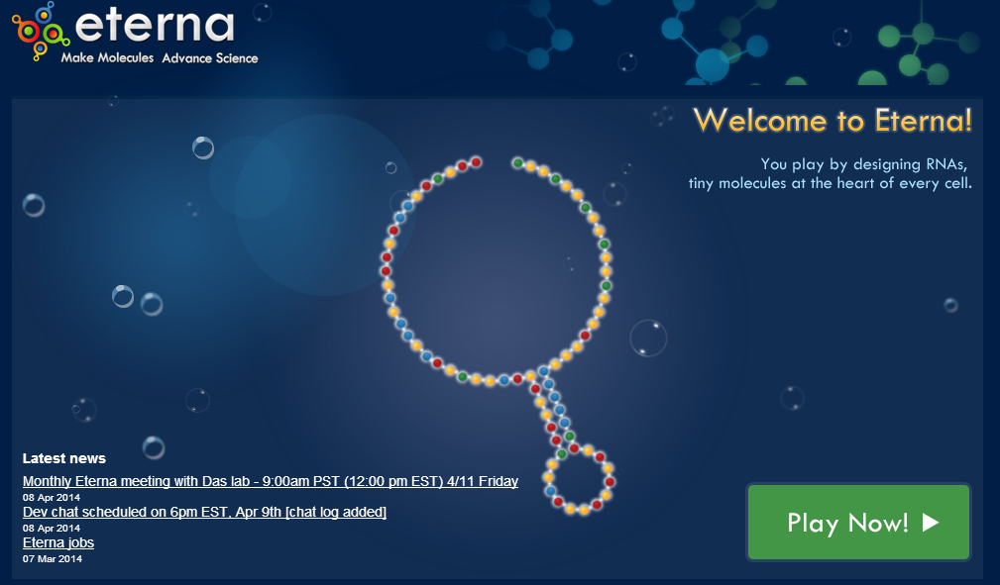 eterna
Make Molecules Advance Science
Welcome to Eterna!
You play by designing RNAs,
tiny molecules at the heart of every cell.
Latest news
Monthly Eterna meeting with Das lab - 9:00am PST (12:00 pm EST) 4/11 Friday
08 Apr 2014
Dev chat scheduled on 6pm EST, Apr 9th [chat log added]
08 Apr 2014
Eterna jobs
07 Mar 2014
Play Now!